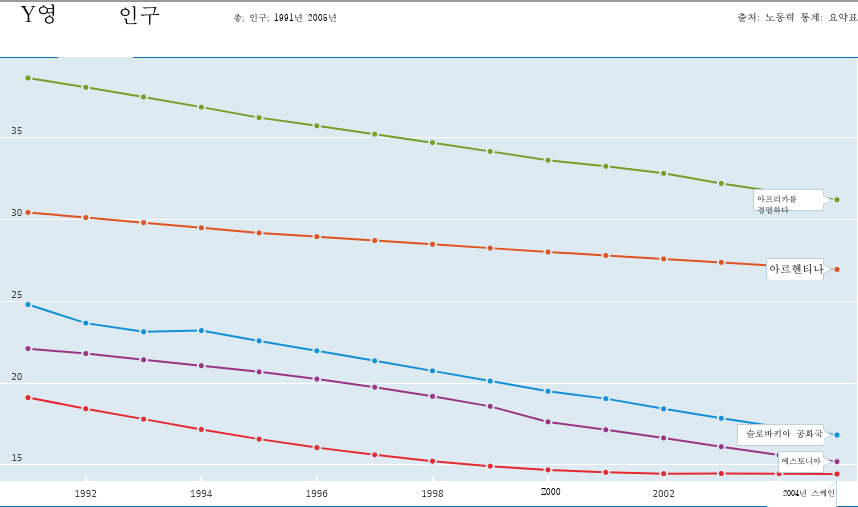 Y영 인구 총; 인구; 1991년 2005년 출처: 노동력 통계: 요약표
35
30
25
20
15
아프리카를
경멸하다
아르헨티나
슬로바키아 공화국
에스토니아
1992 1994 1996 1998 2000 2002 2004년 스페인